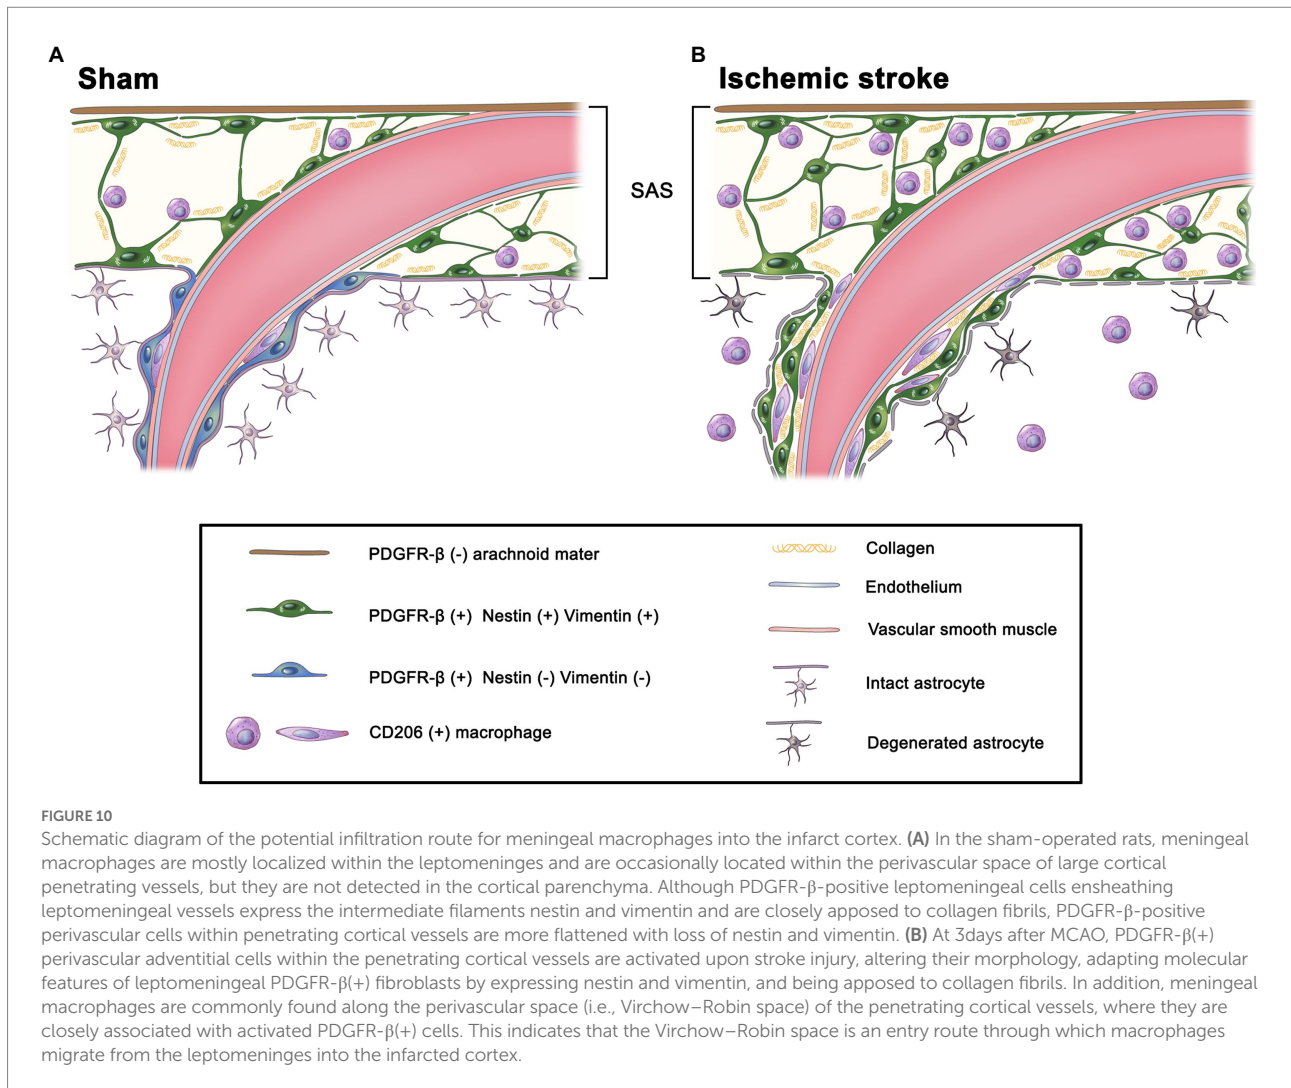 A
Sham
B
Ischemic stroke
SAS
PDGFR-β (-) arachnoid mater
PDGFR-β (+) Nestin (+) Vimentin (+)
PDGFR-β (+) Nestin (-) Vimentin (-)
CD206 (+) macrophage
Collagen
Endothelium
Vascular smooth muscle
Intact astrocyte
Degenerated astrocyte
FIGURE 10
Schematic diagram of the potential infiltration route for meningeal macrophages into the infarct cortex. (A) In the sham-operated rats, meningeal
macrophages are mostly localized within the leptomeninges and are occasionally located within the perivascular space of large cortical
penetrating vessels, but they are not detected in the cortical parenchyma. Although PDGFR-β-positive leptomeningeal cells ensheathing
leptomeningeal vessels express the intermediate filaments nestin and vimentin and are closely apposed to collagen fibrils, PDGFR-β-positive
perivascular cells within penetrating cortical vessels are more flattened with loss of nestin and vimentin. (B) At 3days after MCAO, PDGFR-β(+)
perivascular adventitial cells within the penetrating cortical vessels are activated upon stroke injury, altering their morphology, adapting molecular
features of leptomeningeal PDGFR-β(+) fibroblasts by expressing nestin and vimentin, and being apposed to collagen fibrils. In addition, meningeal
macrophages are commonly found along the perivascular space (i.e., Virchow–Robin space) of the penetrating cortical vessels, where they are
closely associated with activated PDGFR-β(+) cells. This indicates that the Virchow–Robin space is an entry route through which macrophages
migrate from the leptomeninges into the infarcted cortex.